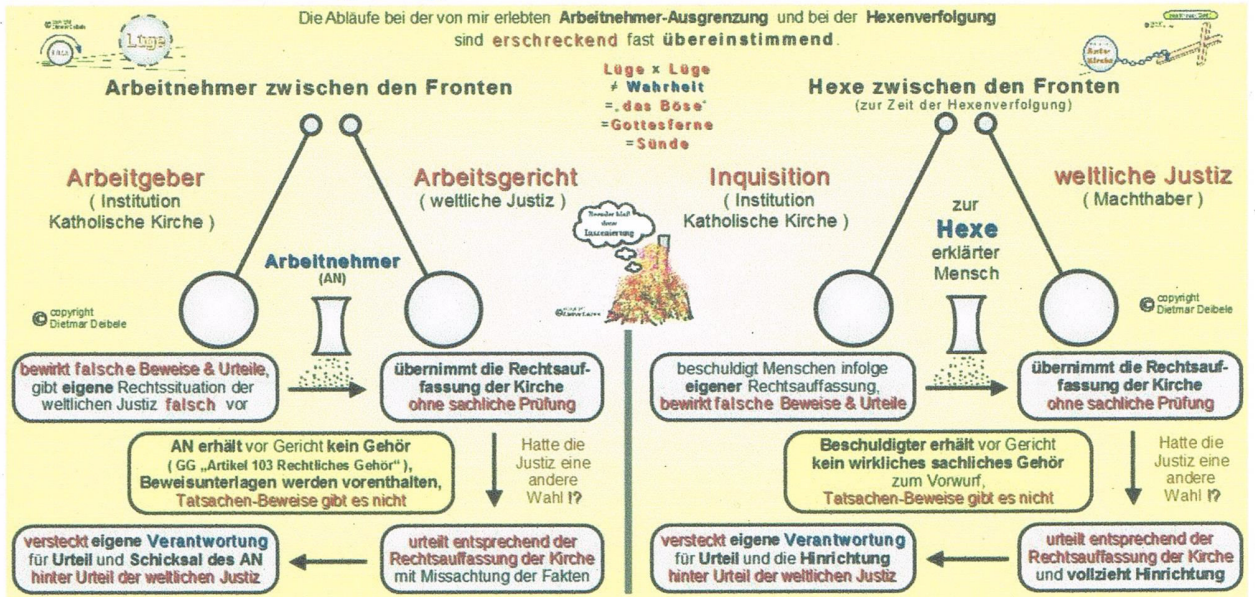 Die Abläufe bei der von mir erlebten Arbeitnehmer-Ausgrenzung und bei der Hexenverfolgung
sind erschreckend fast übereinstimmend.
Lüge
Lüge x Lüge
≠ Wahrheit
=„das Böse“
=Gottesferne
=Sünde
Arbeitnehmer zwischen den Fronten
Arbeitgeber
( Institution
Katholische Kirche )
Arbeitsgericht
( weltliche Justiz )
Arbeitnehmer
(AN)
© copyright
Dietmar Deibele
bewirkt falsche Beweise & Urteile,
gibt eigene Rechtssituation der
weltlichen Justiz falsch vor
übernimmt die Rechtsauf-
fassung der Kirche
ohne sachliche Prüfung
AN erhält vor Gericht kein Gehör
( GG „Artikel 103 Rechtliches Gehör“ ),
Beweisunterlagen werden vorenthalten,
Tatsachen-Beweise gibt es nicht
Hatte die
Justiz eine
andere
Wahl !?
versteckt eigene Verantwortung
für Urteil und Schicksal des AN
hinter Urteil der weltlichen Justiz
urteilt entsprechend der
Rechtsauffassung der Kirche
mit Missachtung der Fakten
Inszenierung
Hexe zwischen den Fronten
(zur Zeit der Hexenverfolgung)
Inquisition
( Institution
Katholische Kirche )
weltliche Justiz
( Machthaber )
zur
Hexe
erklärter
Mensch
© copyright
Dietmar Deibele
beschuldigt Menschen infolge
eigener Rechtsauffassung,
bewirkt falsche Beweise & Urteile
übernimmt die Rechtsauf-
fassung der Kirche
ohne sachliche Prüfung
Beschuldigter erhält vor Gericht
kein wirkliches sachliches Gehör
zum Vorwurf,
Tatsachen-Beweise gibt es nicht
Hatte die
Justiz eine
andere
Wahl !?
versteckt eigene Verantwortung
für Urteil und die Hinrichtung
hinter Urteil der weltlichen Justiz
urteilt entsprechend der
Rechtsauffassung der Kirche
und vollzieht Hinrichtung